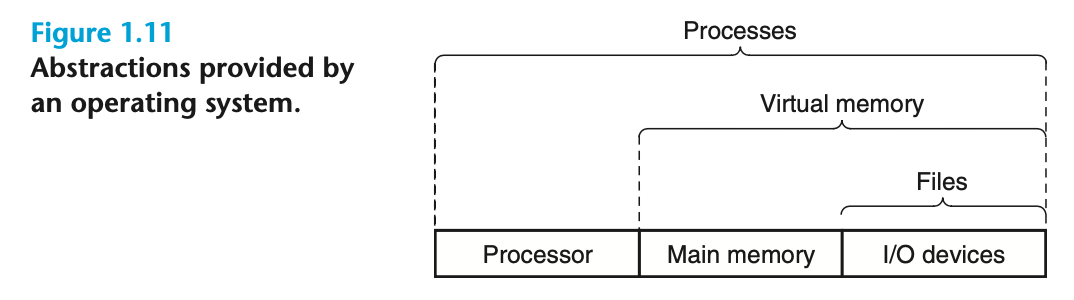 Figure 1.11
Abstractions provided by
an operating system.
Processes
Virtual memory
Files
Processor
Main memory
I/O devices